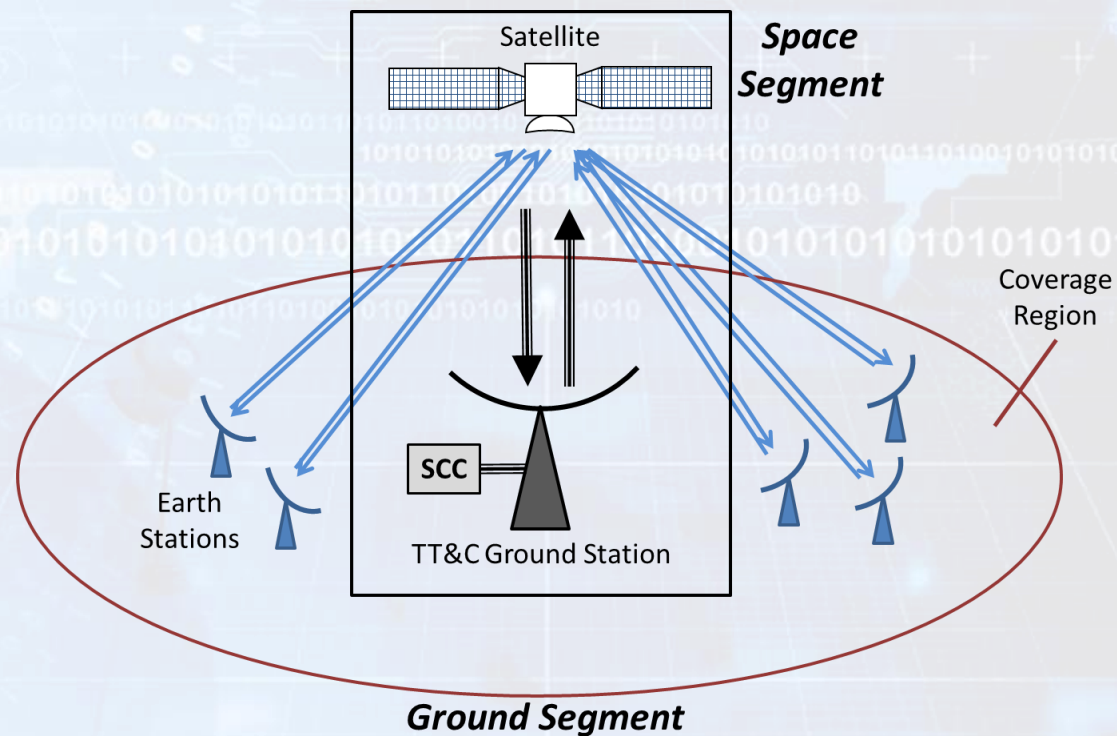 Satellite
Space
Segment
Coverage
Region
SCC
Earth
Stations
TT&C Ground Station
Ground Segment